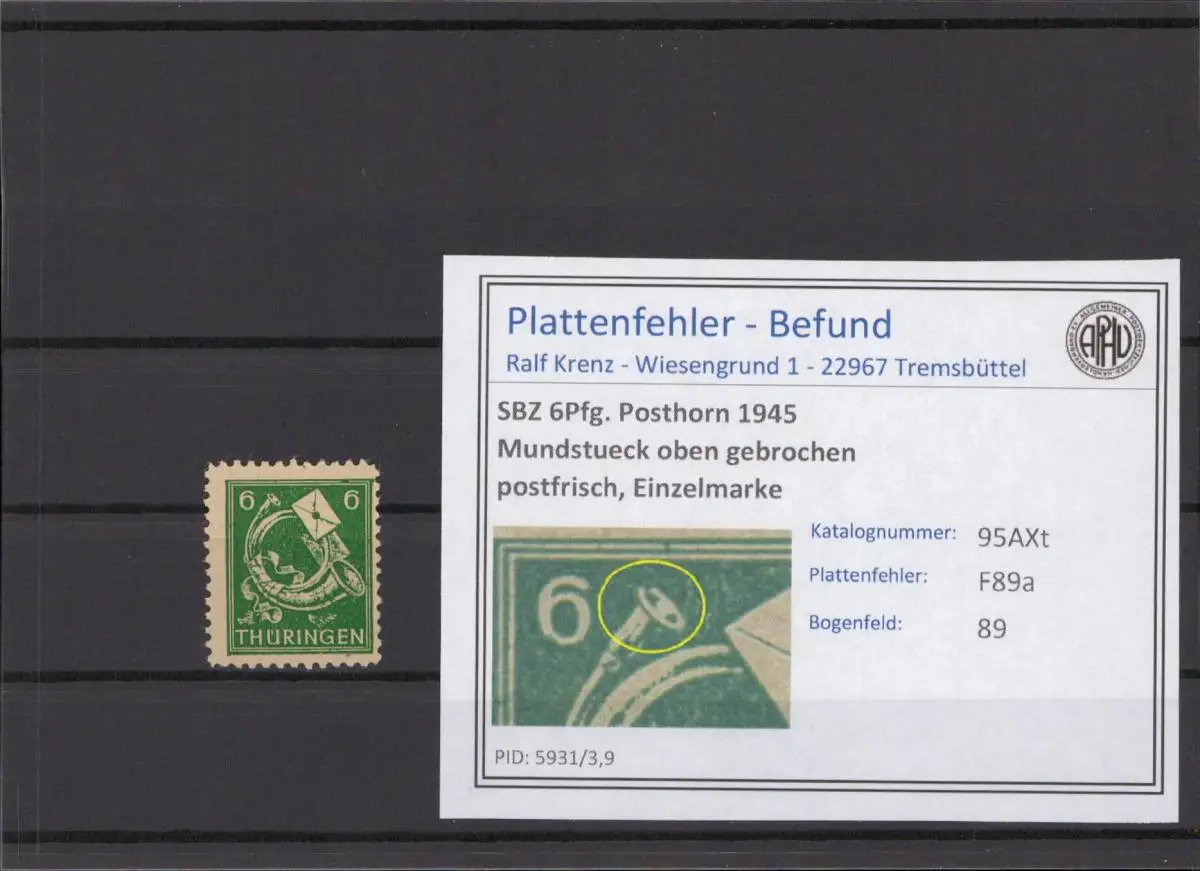 6 6
THÜRINGEN
Plattenfehler - Befund
Ralf Krenz - Wiesengrund 1 - 22967 Tremsbüttel
APHV
SBZ 6Pfg. Posthorn 1945
Mundstueck oben gebrochen
postfrisch, Einzelmarke
6
Katalognummer: 95AXt
Plattenfehler: F89a
Bogenfeld: 89
PID: 5931/3,9